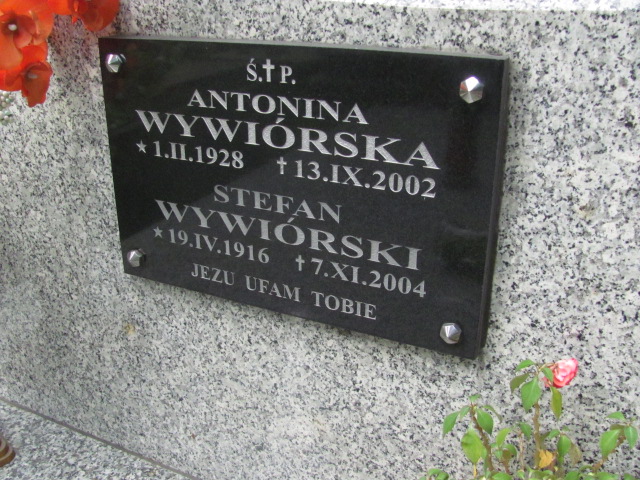 Ś.✝P.
ANTONINA
WYWIÓRSKA
★1.II.1928 ✝13.IX.2002
STEFAN
WYWIÓRSKI
★19.IV.1916 ✝7.XI.2004
JEZU UFAM TOBIE